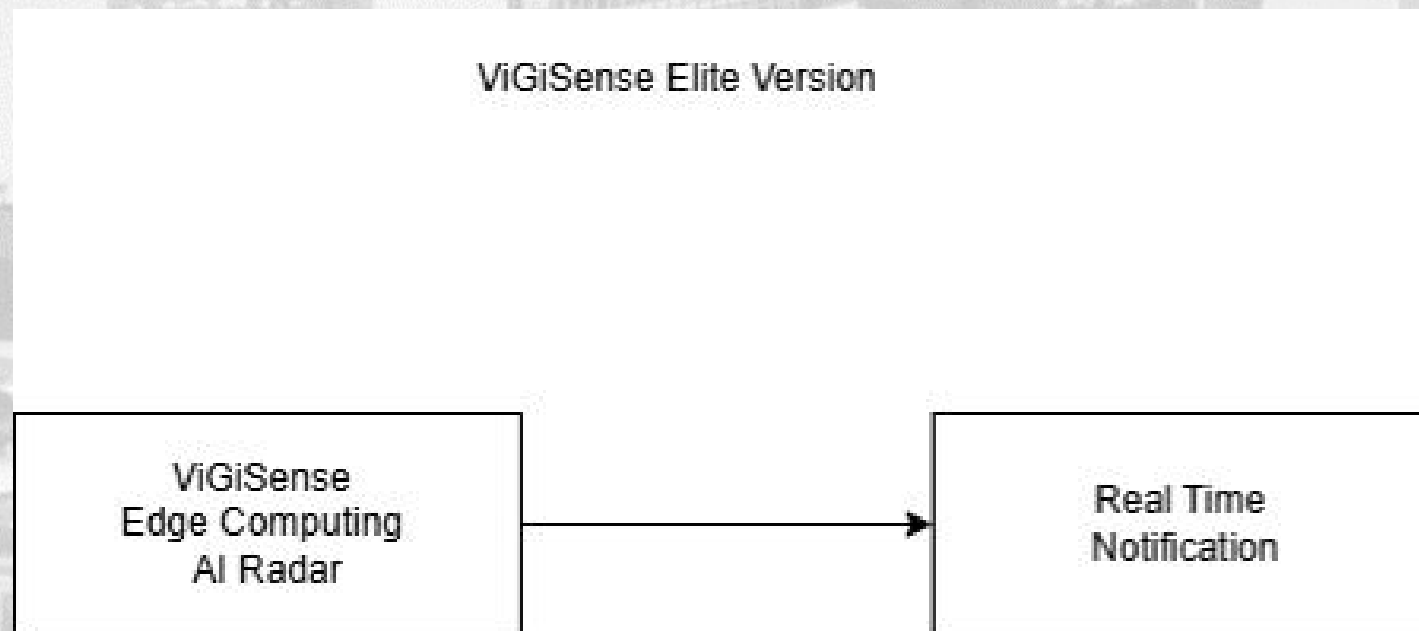 ViGiSense Elite Version
ViGiSense
Edge Computing
AI Radar
Real Time
Notification